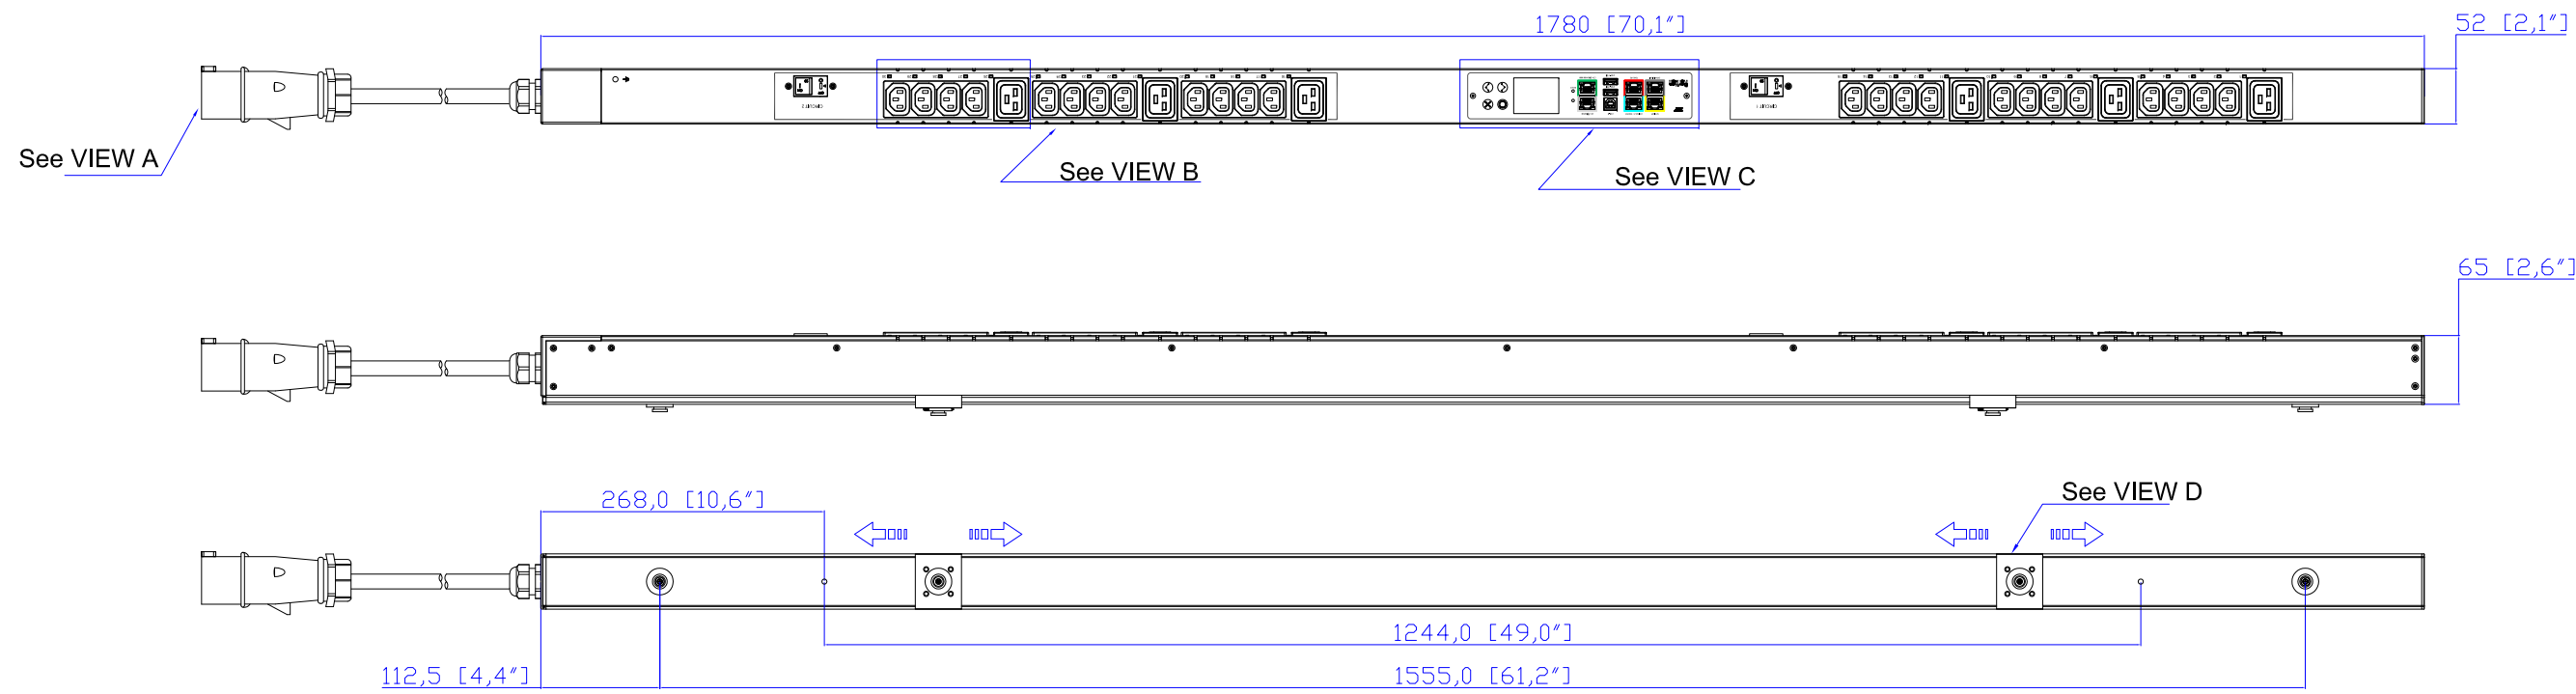 1780 [70,1″]
52 [2,1″]
See VIEW A
See VIEW B
See VIEW C
65 [2,6″]
268,0 [10,6″]
See VIEW D
1244,0 [49,0″]
112,5 [4,4″]
1555,0 [61,2″]